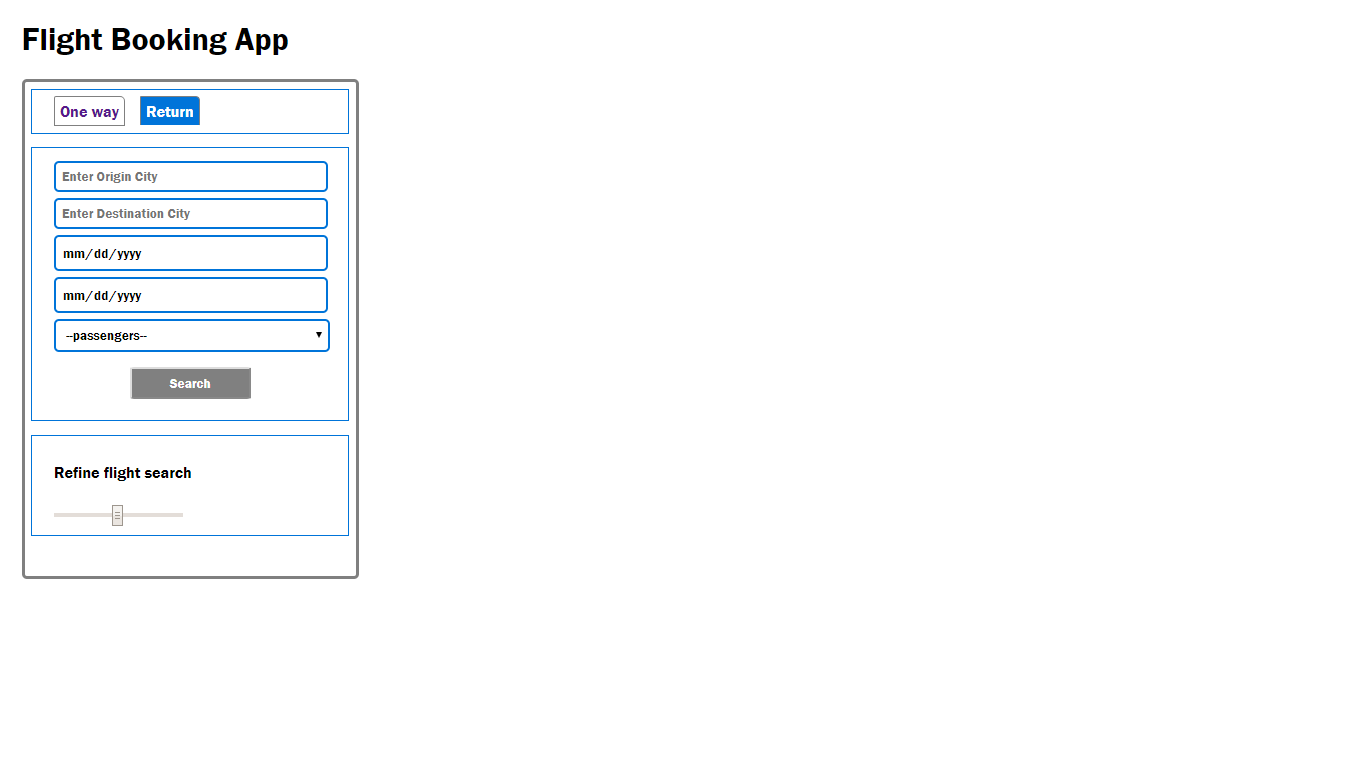 Flight Booking App
One way Return
Enter Origin City
Enter Destination City
mm/dd/yyyy
mm/dd/yyyy
--passengers--
Search
Refine flight search